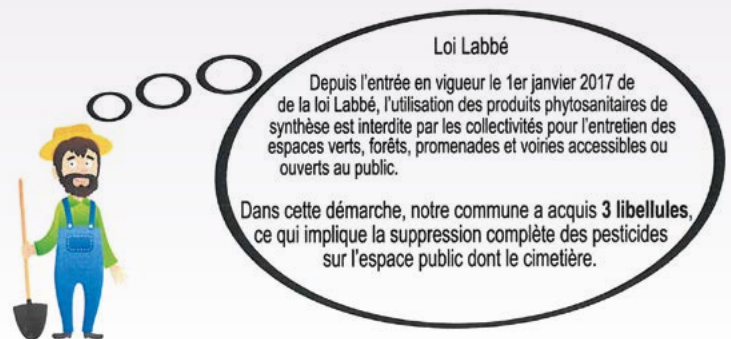 Loi Labbé
Depuis l'entrée en vigueur le 1er janvier 2017 de
de la loi Labbé, l'utilisation des produits phytosanitaires de
synthèse est interdite par les collectivités pour l'entretien des
espaces verts, forêts, promenades et voiries accessibles ou
ouverts au public.
Dans cette démarche, notre commune a acquis 3 libellules,
ce qui implique la suppression complète des pesticides
sur l'espace public dont le cimetière.